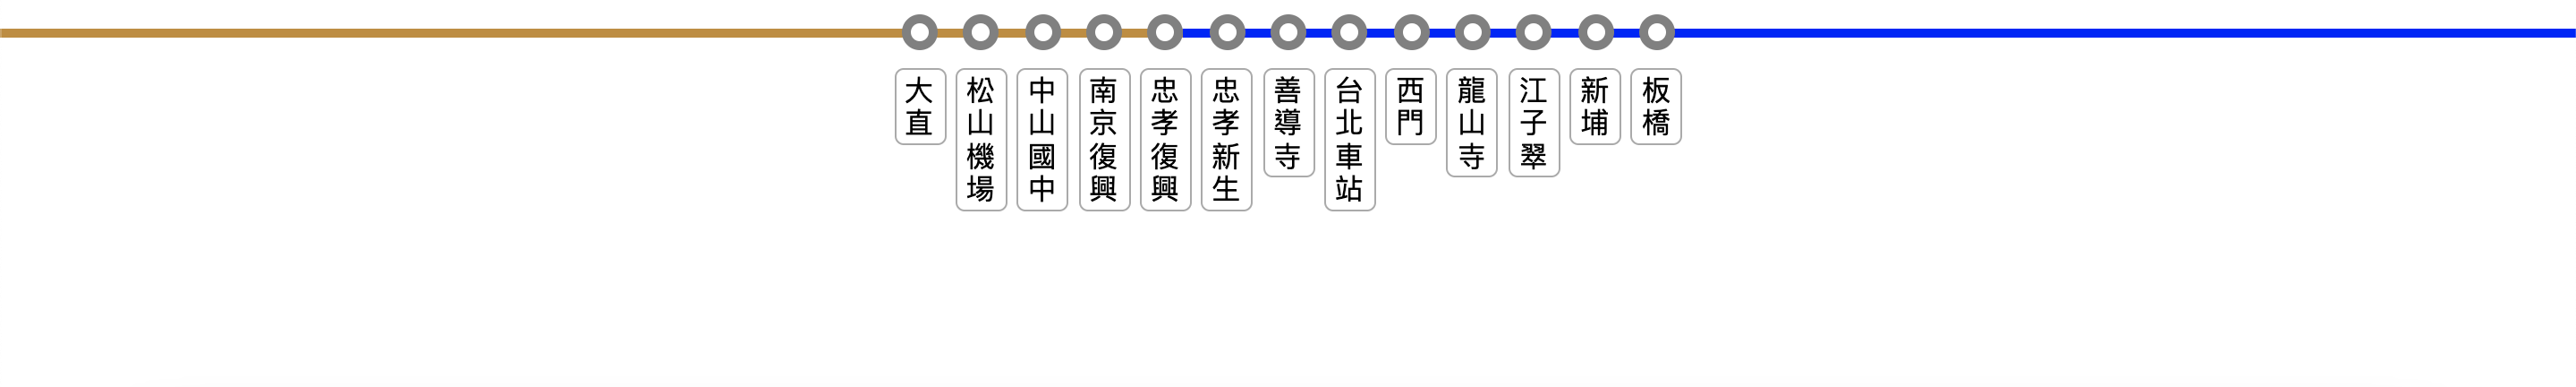 大直
松山機場
中山國中
南京復興
忠孝復興
忠孝新生
善導寺
台北車站
西門
龍山寺
江子翠
新埔
板橋